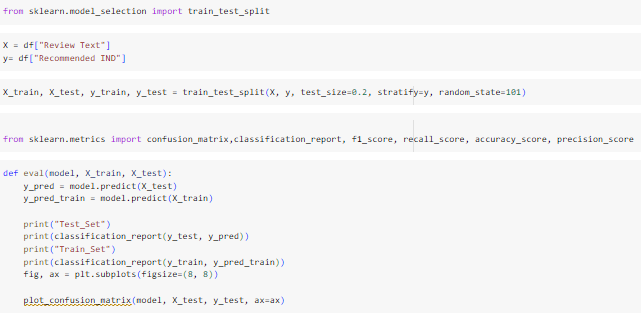 from sklearn.model_selection import train_test_split
X = df["Review Text"]
y= df["Recommended IND"]
X_train, X_test, y_train, y_test = train_test_split(X, y, test_size=0.2, stratify=y, random_state=101)
from sklearn.metrics import confusion_matrix,classification_report, f1_score, recall_score, accuracy_score, precision_score
def eval(model, X_train, X_test):
    y_pred = model.predict(X_test)
    y_pred_train = model.predict(X_train)
    print("Test_Set")
    print(classification_report(y_test, y_pred))
    print("Train_Set")
    print(classification_report(y_train, y_pred_train))
    fig, ax = plt.subplots(figsize=(8, 8))
    plot_confusion_matrix(model, X_test, y_test, ax=ax)